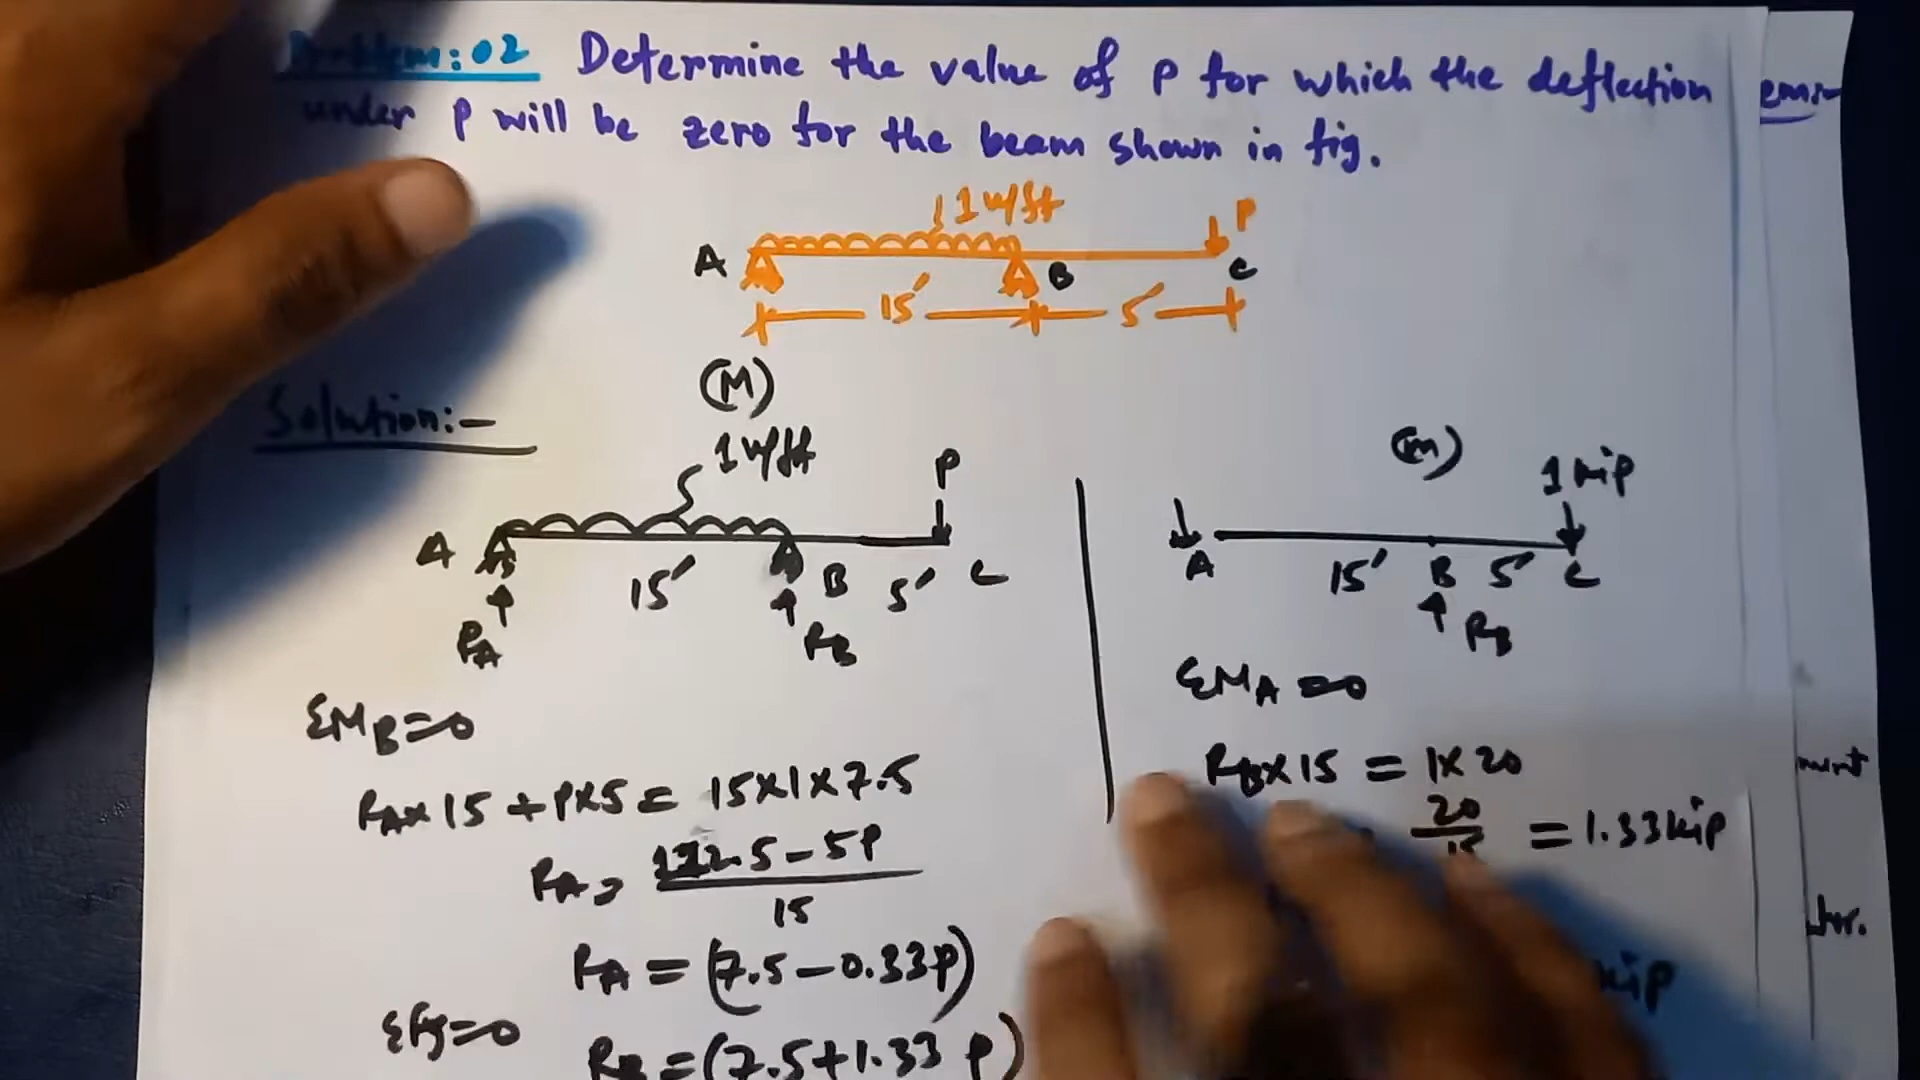 Problem: 02 Determine the value of P for which the deflection
under P will be zero for the beam shown in fig.
1 k/ft
P
A
B
C
15'
5'
(M)
Solution:-
1 k/ft
P
A
15'
B
5'
C
RA
RB
ΣMB=0
RA×15 + P×5 = 15×1×7.5
RA = 112.5-5P
15
RA = (7.5-0.33P)
ΣFy=0
RB = (7.5+1.33 P)
(m)
1 kip
A
15'
B
5'
C
RB
ΣMA=0
RB×15 = 1×20
20
15
= 1.33kip
kip